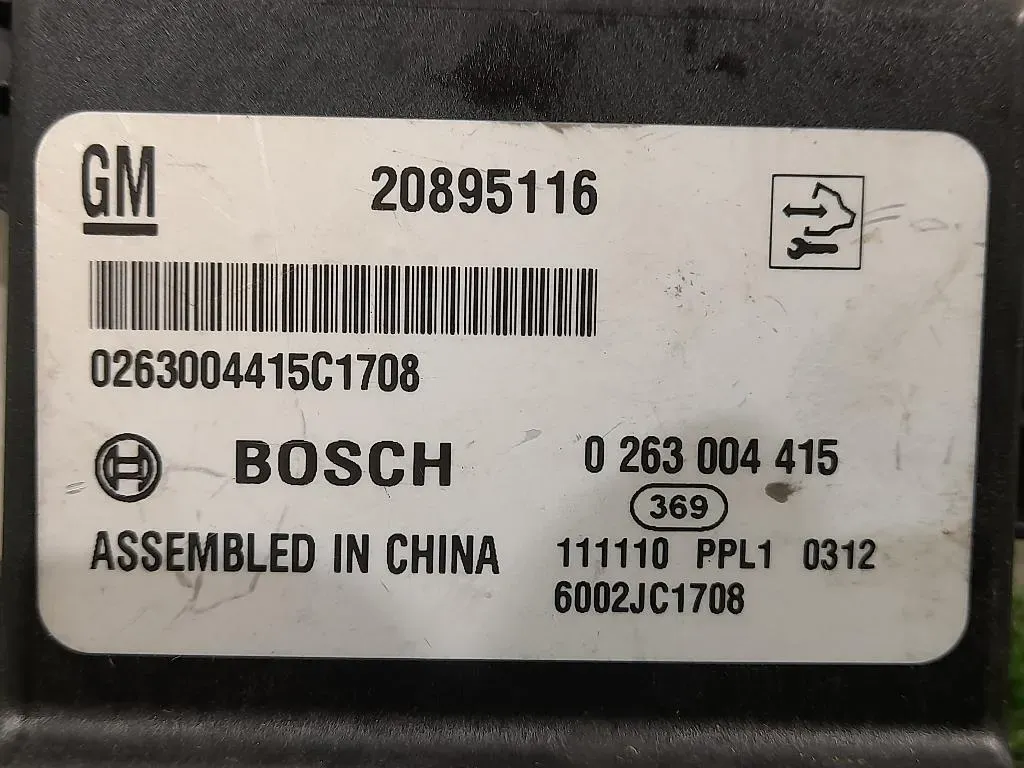 GM 20895116
0263004415C1708
BOSCH 0 263 004 415
369
ASSEMBLED IN CHINA 111110 PPL1 0312
6002JC1708